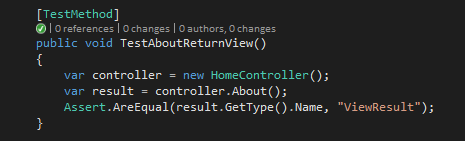 [TestMethod]
0 references | 0 changes | 0 authors, 0 changes
public void TestAboutReturnView()
{
var controller = new HomeController();
var result = controller.About();
Assert.AreEqual(result.GetType().Name, "ViewResult");
}